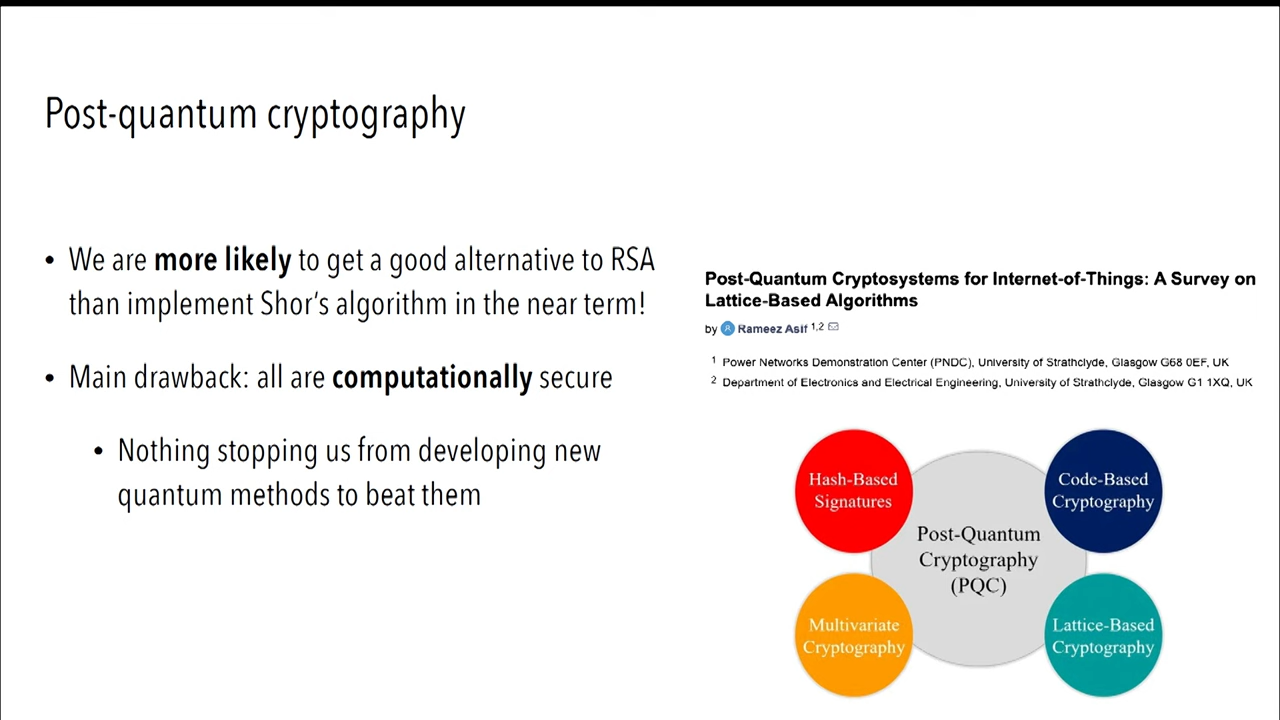 Post-quantum cryptography
• We are more likely to get a good alternative to RSA
than implement Shor's algorithm in the near term!
• Main drawback: all are computationally secure
• Nothing stopping us from developing new
quantum methods to beat them
Post-Quantum Cryptosystems for Internet-of-Things: A Survey on
Lattice-Based Algorithms
by Rameez Asif 1,2
1 Power Networks Demonstration Center (PNDC), University of Strathclyde, Glasgow G68 0EF, UK
2 Department of Electronics and Electrical Engineering, University of Strathclyde, Glasgow G1 1XQ, UK
Hash-Based
Signatures
Code-Based
Cryptography
Post-Quantum
Cryptography
(PQC)
Multivariate
Cryptography
Lattice-Based
Cryptography